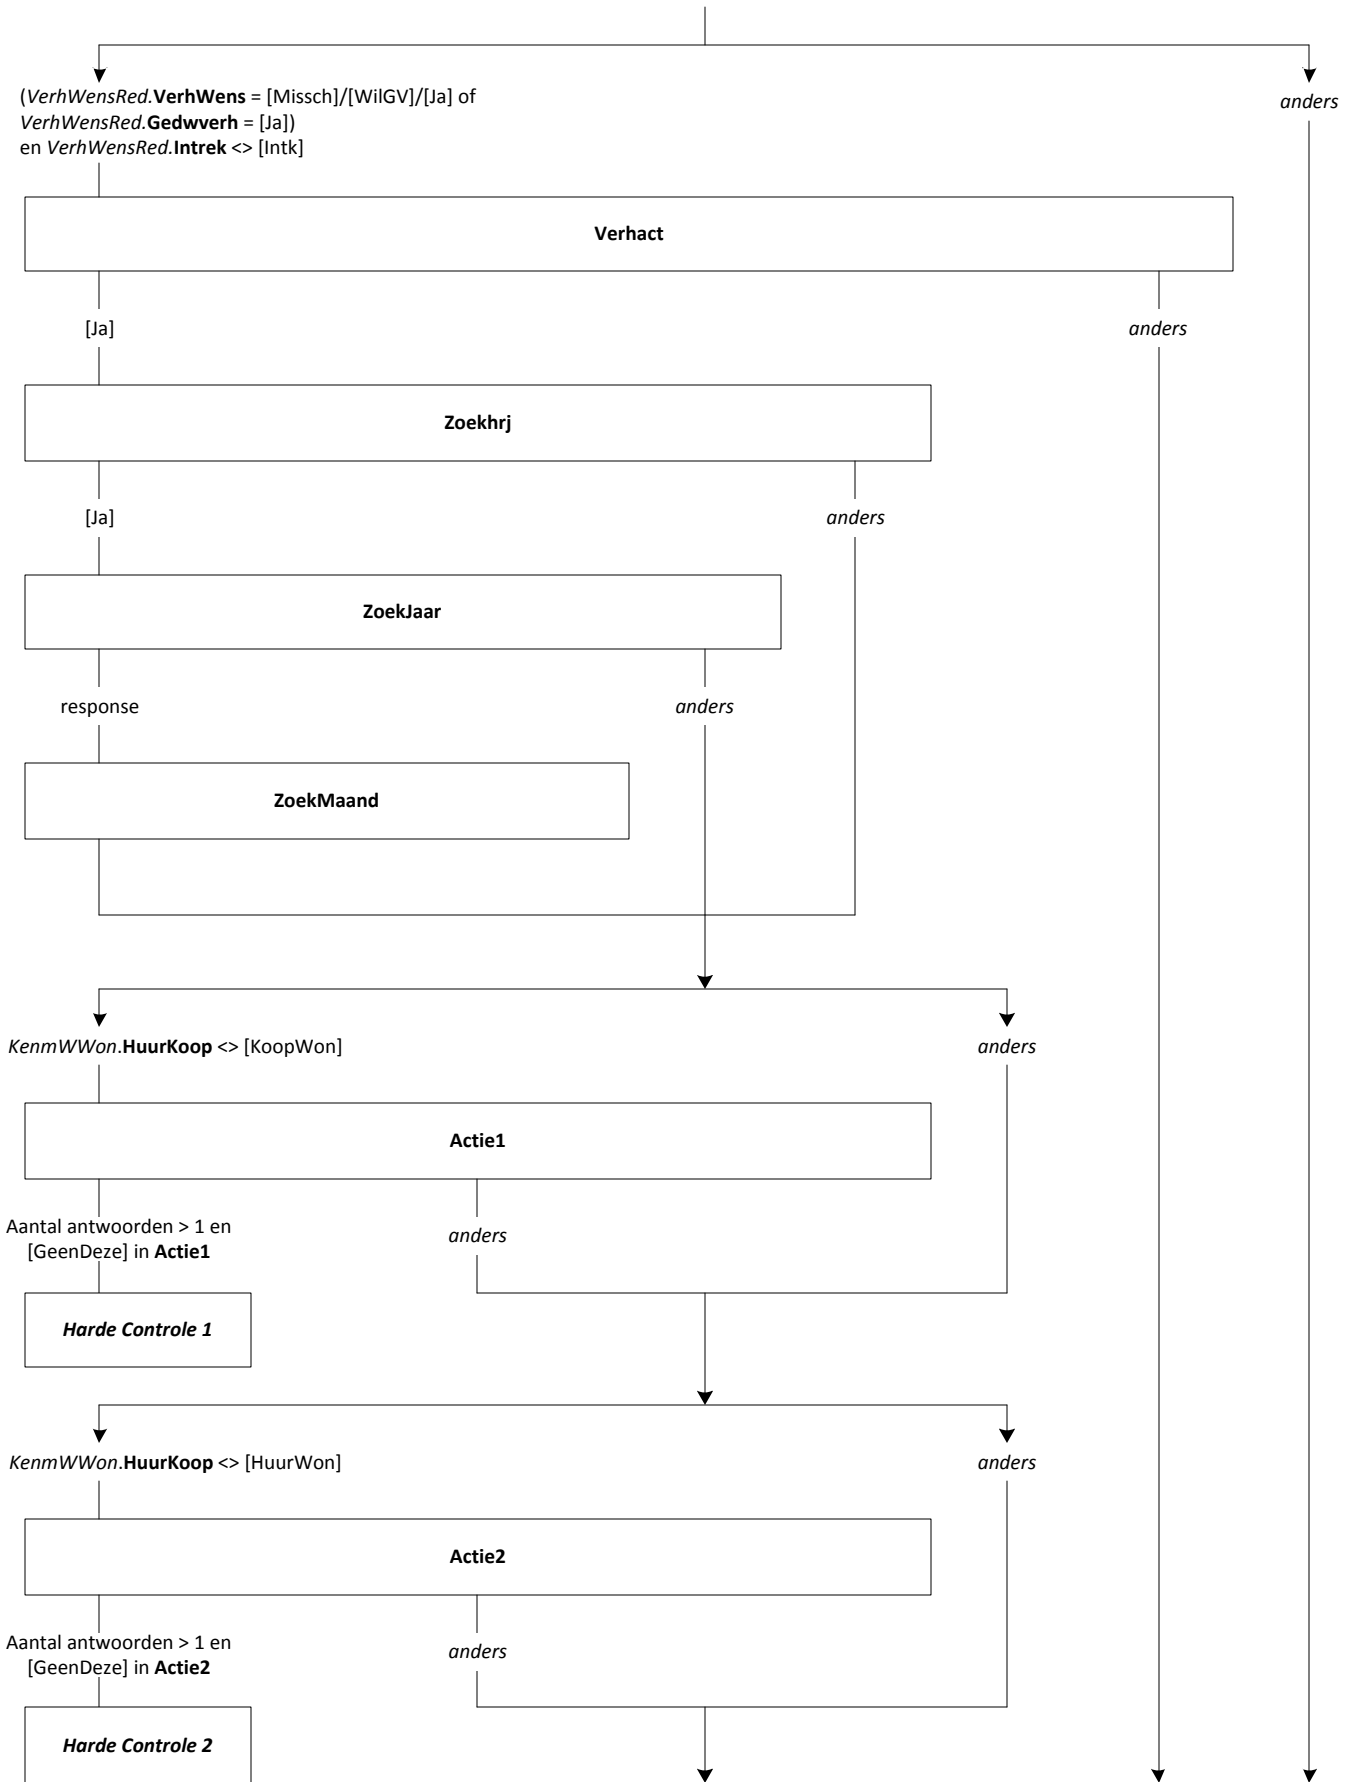 (VerhWensRed.VerhWens = [Missch]/[WilGV]/[Ja] of
VerhWensRed.Gedwverh = [Ja])
en VerhWensRed.Intrek <> [Intk]
anders
Verhact
[Ja]
anders
Zoekhrj
[Ja]
anders
ZoekJaar
response
anders
ZoekMaand
KenmWWon.HuurKoop <> [KoopWon]
anders
Actie1
Aantal antwoorden > 1 en
[GeenDeze] in Actie1
anders
Harde Controle 1
KenmWWon.HuurKoop <> [HuurWon]
anders
Actie2
Aantal antwoorden > 1 en
[GeenDeze] in Actie2
anders
Harde Controle 2